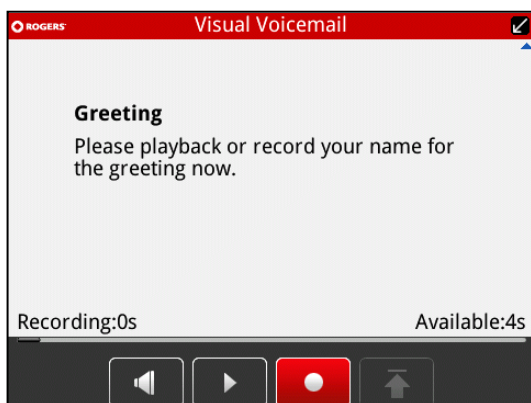 ROGERS
Visual Voicemail
Greeting
Please playback or record your name for
the greeting now.
Recording:0s
Available:4s